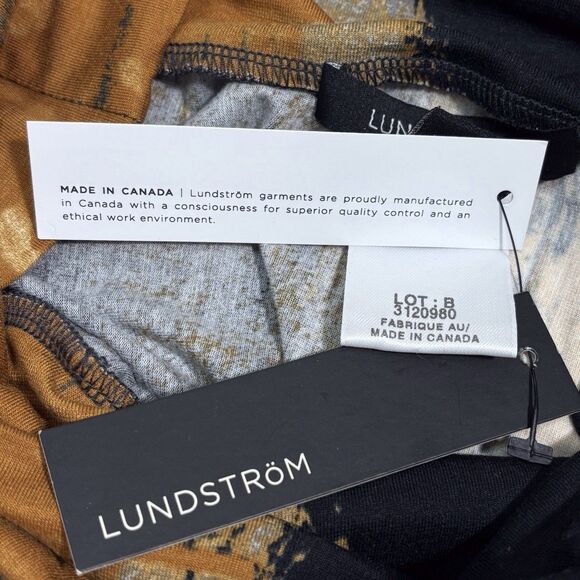 LUND
MADE IN CANADA | Lundström garments are proudly manufactured
in Canada with a consciousness for superior quality control and an
ethical work environment.
LOT : B
3120980
FABRIQUE AU/
MADE IN CANADA
LUNDSTRöM